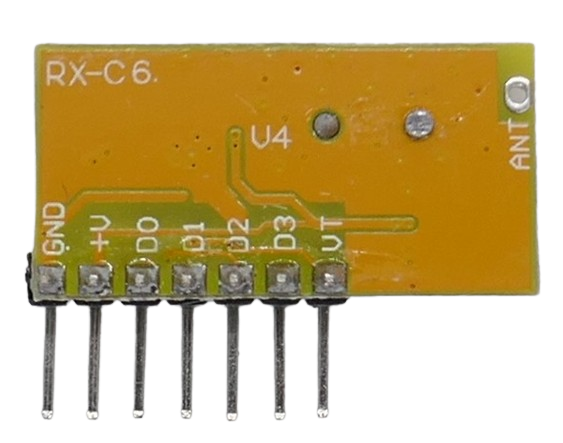 RX-C6.
V4
ANT
GND
+V
D0
D1
D2
D3
VT